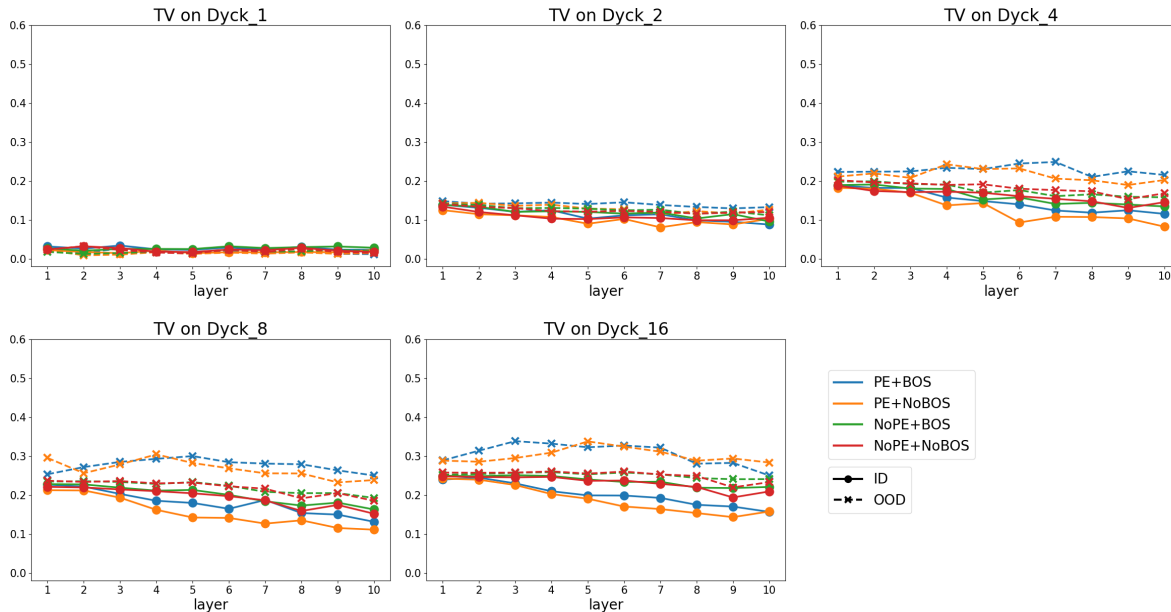 TV on Dyck_1
0.6
0.5
0.4
0.3
0.2
0.1
0.0
1 2 3 4 5 6 7 8 9 10
layer
TV on Dyck_2
0.6
0.5
0.4
0.3
0.2
0.1
0.0
1 2 3 4 5 6 7 8 9 10
layer
TV on Dyck_4
0.6
0.5
0.4
0.3
0.2
0.1
0.0
1 2 3 4 5 6 7 8 9 10
layer
TV on Dyck_8
0.6
0.5
0.4
0.3
0.2
0.1
0.0
1 2 3 4 5 6 7 8 9 10
layer
TV on Dyck_16
0.6
0.5
0.4
0.3
0.2
0.1
0.0
1 2 3 4 5 6 7 8 9 10
layer
PE+BOS
PE+NoBOS
NoPE+BOS
NoPE+NoBOS
ID
OOD